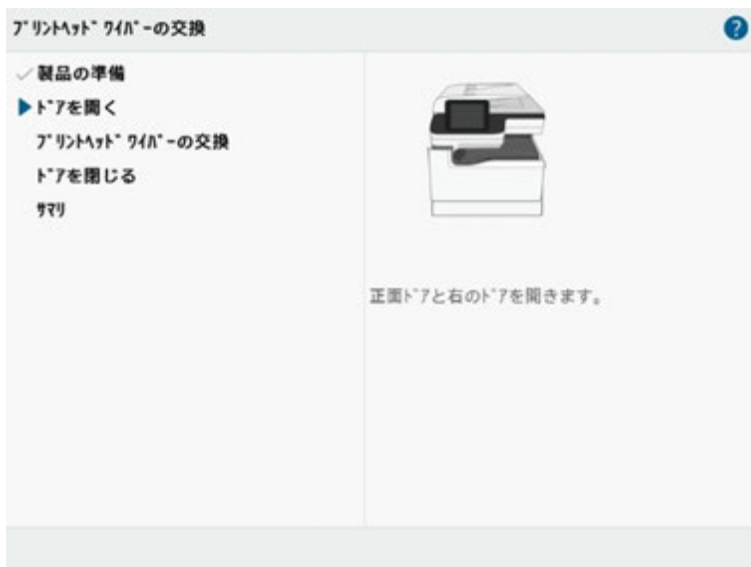 ﾌﾟﾘﾝﾄﾍｯﾄﾞ ﾜｲﾊﾟｰの交換
?
製品の準備
ﾄﾞｱを開く
ﾌﾟﾘﾝﾄﾍｯﾄﾞ ﾜｲﾊﾟｰの交換
ﾄﾞｱを閉じる
ｻﾏﾘ
正面ﾄﾞｱと右のﾄﾞｱを開きます。